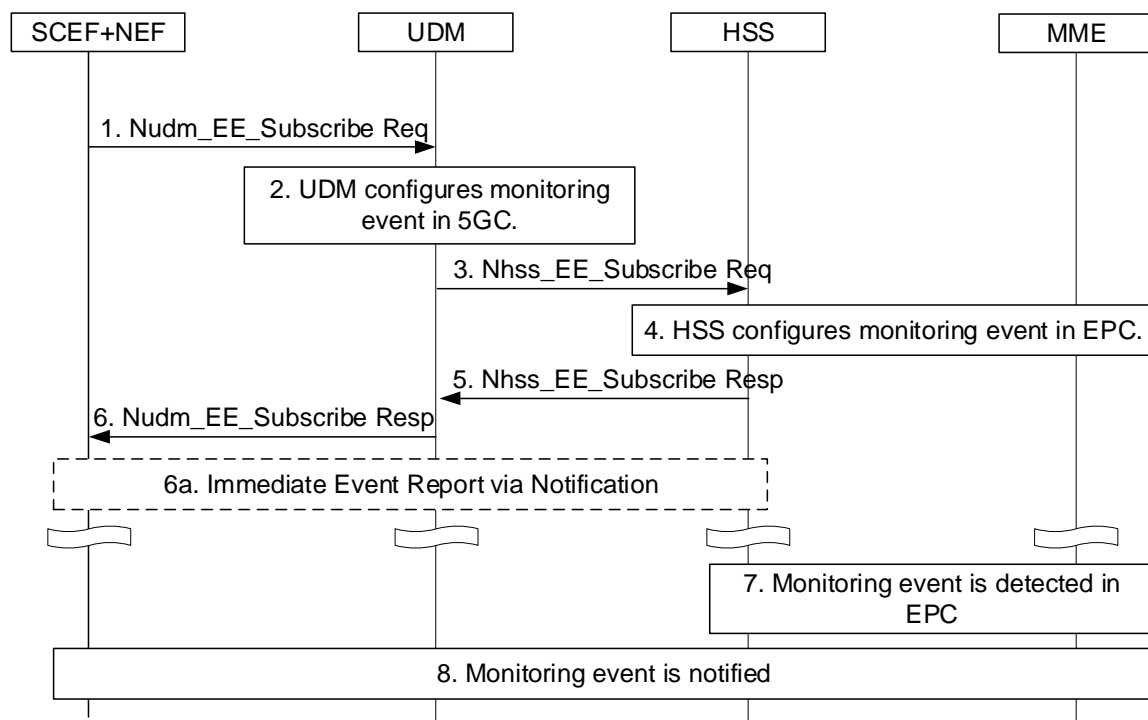 SCEF+NEF
UDM
HSS
MME
1. Nudm_EE_Subscribe Req
2. UDM configures monitoring
event in 5GC.
3. Nhss_EE_Subscribe Req
4. HSS configures monitoring event in EPC.
5. Nhss_EE_Subscribe Resp
6. Nudm_EE_Subscribe Resp
6a. Immediate Event Report via Notification
7. Monitoring event is detected in
EPC
8. Monitoring event is notified